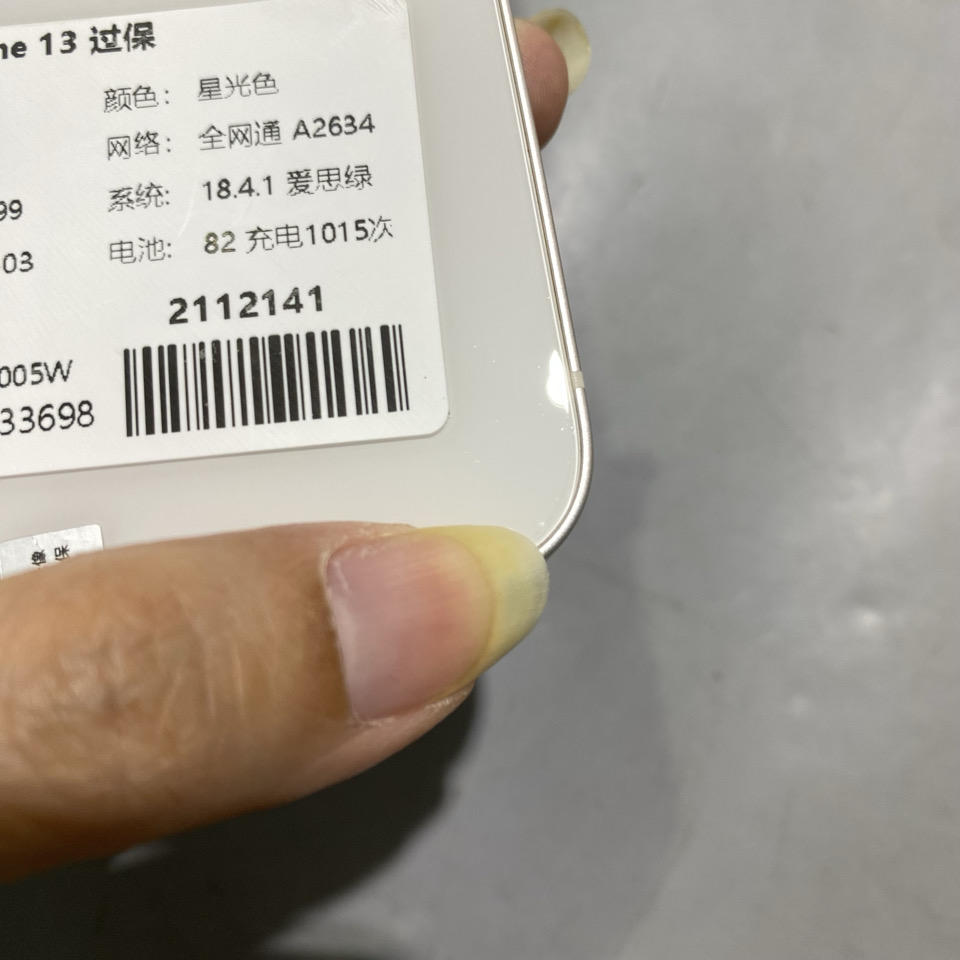 ne 13 过保
颜色: 星光色
网络: 全网通 A2634
99
系统: 18.4.1 爱思绿
03
电池: 82 充电1015次
2112141
005W
33698
保